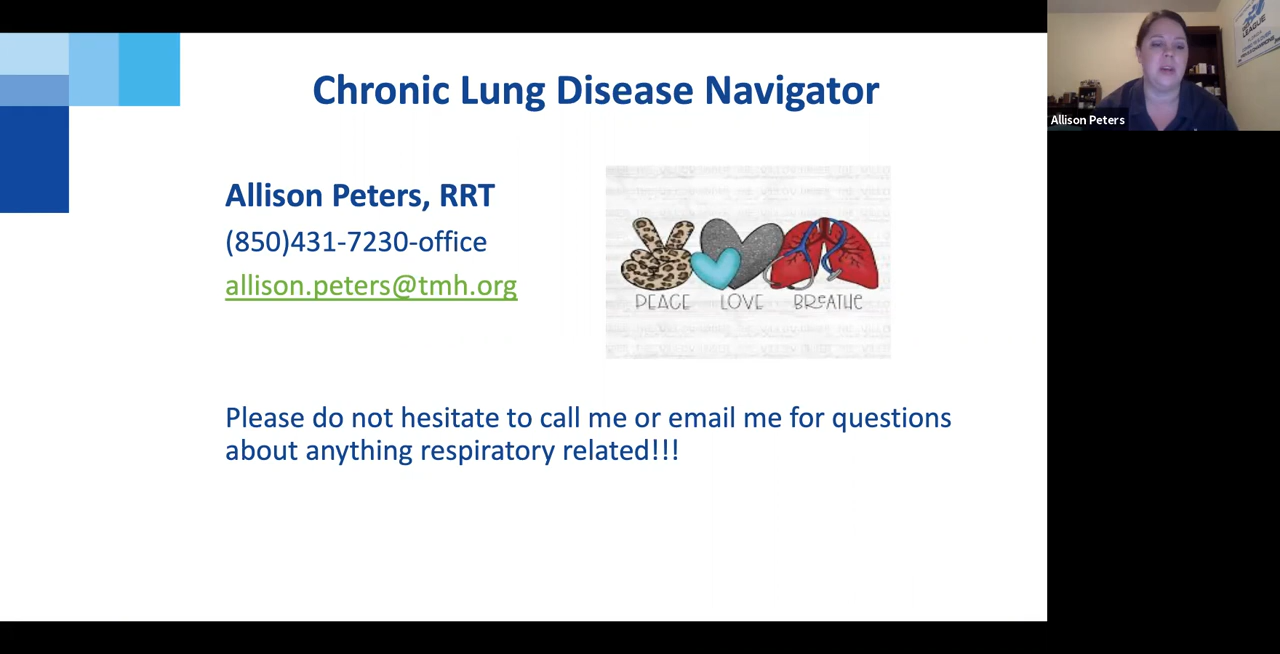 Chronic Lung Disease Navigator
Allison Peters, RRT
(850)431-7230-office
allison.peters@tmh.org
PEACE LOVE BREATHE
Please do not hesitate to call me or email me for questions
about anything respiratory related!!!
LEAGUE
Allison Peters